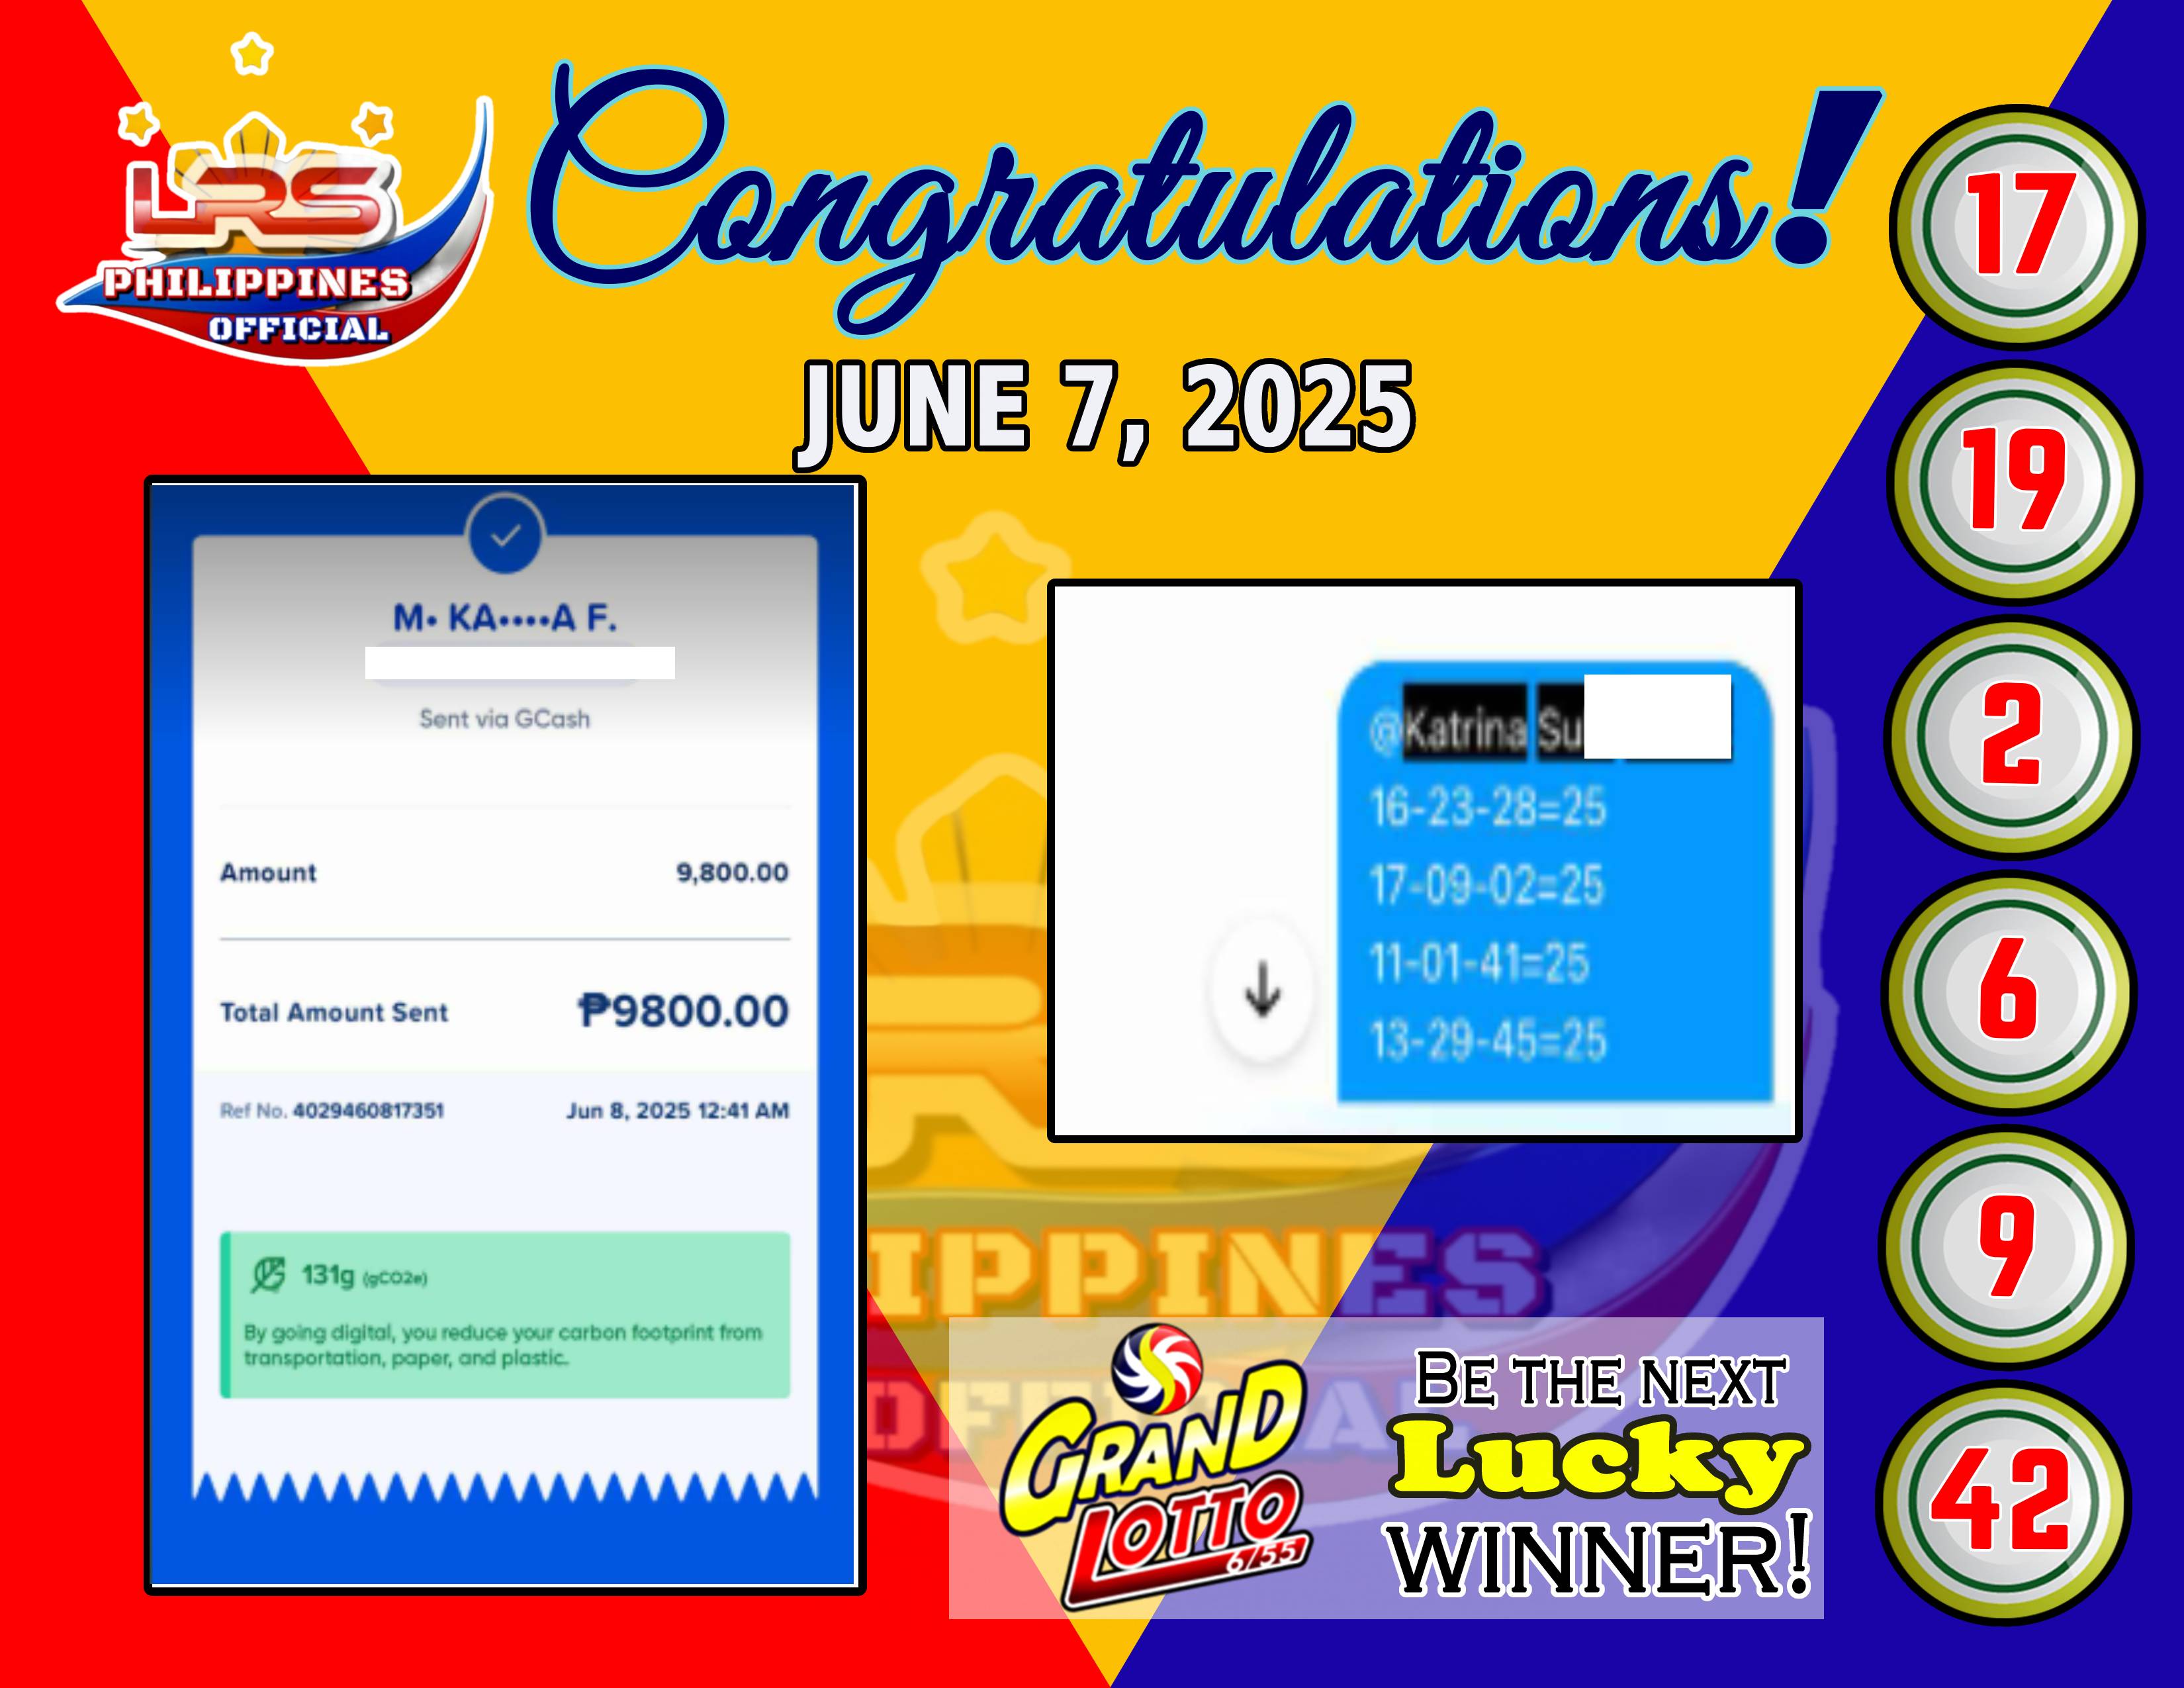 LRS
PHILIPPINES
OFFICIAL
Congratulations!
JUNE 7, 2025
M• KA••••A F.
Sent via GCash
Amount 9,800.00
Total Amount Sent ₱9800.00
Ref No. 4029460817351 Jun 8, 2025 12:41 AM
131g (gCO2e)
By going digital, you reduce your carbon footprint from
transportation, paper, and plastic.
@Katrina Su
16-23-28=25
17-09-02=25
11-01-41=25
13-29-45=25
IPPINES
GRAND
LOTTO
6/55
BE THE NEXT
Lucky
WINNER!
17
19
2
6
9
42